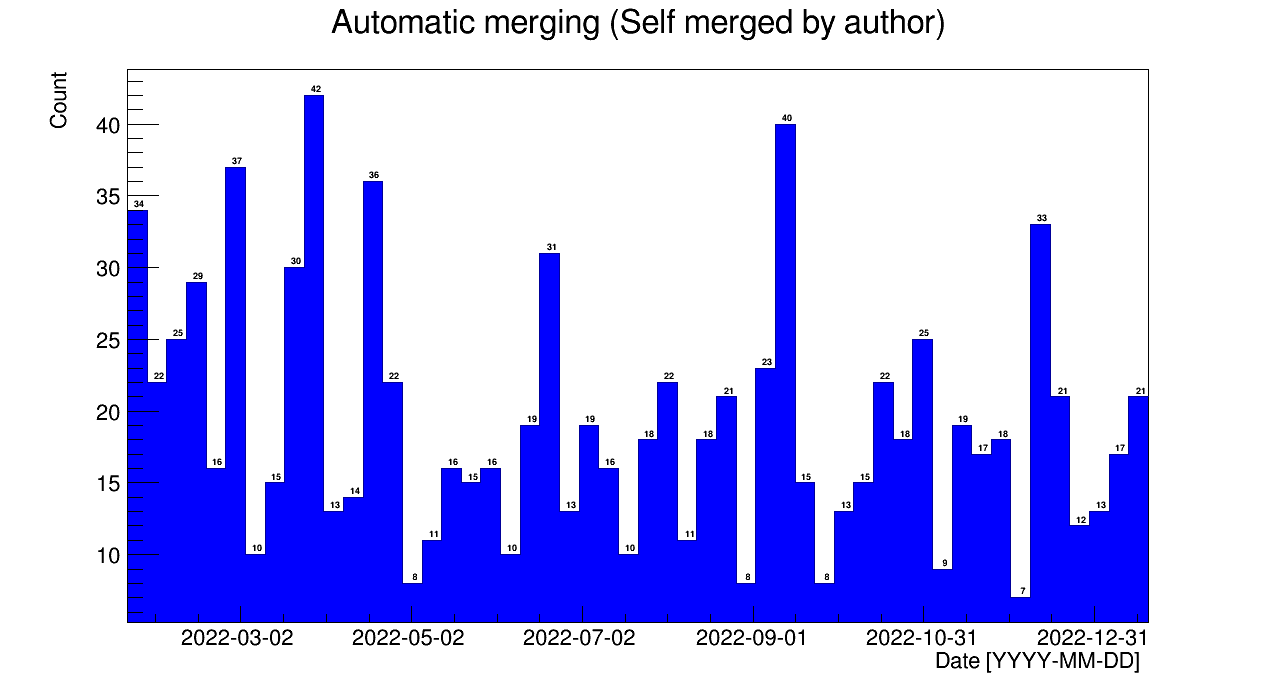 Automatic merging (Self merged by author)
Count
40
35
30
25
20
15
10
34 22 25 29 16 37 10 15 30 42 13 14 36 22 8 11 16 15 16 10 19 31 13 19 16 10 18 22 11 18 21 8 23 40 15 8 13 15 22 18 25 9 19 17 18 7 33 21 12 13 17 21
2022-03-02 2022-05-02 2022-07-02 2022-09-01 2022-10-31 2022-12-31
Date [YYYY-MM-DD]